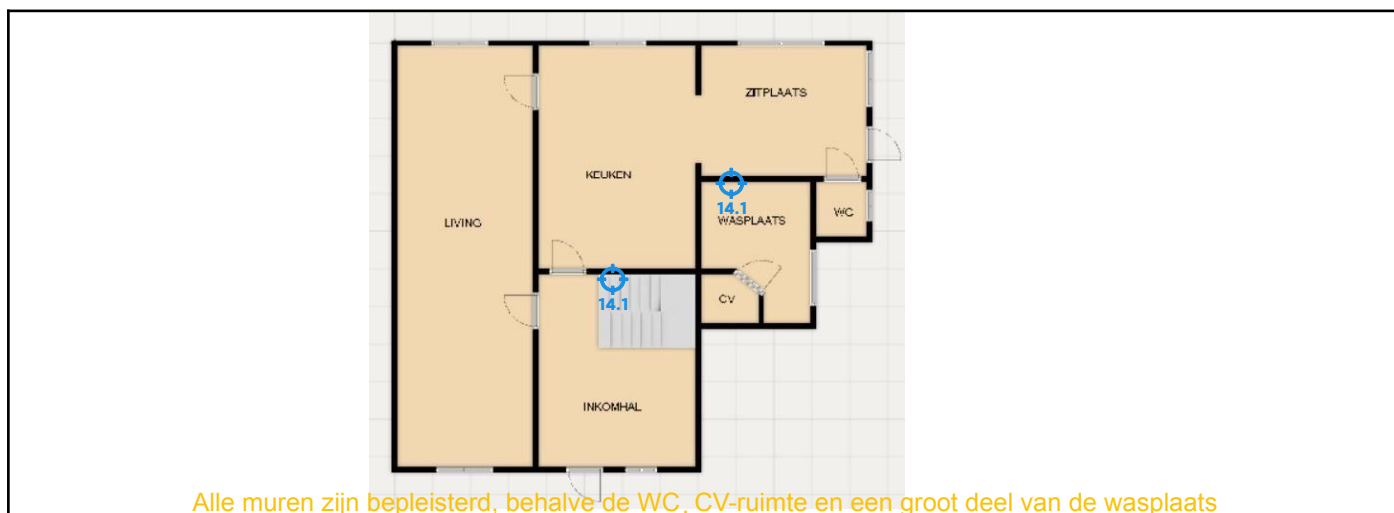 ZITPLAATS
KEUKEN
14.1
WASPLAATS
WC
LIVING
14.1
CV
INKOMHAL
Alle muren zijn bepleisterd, behalve de WC, CV-ruimte en een groot deel van de wasplaats